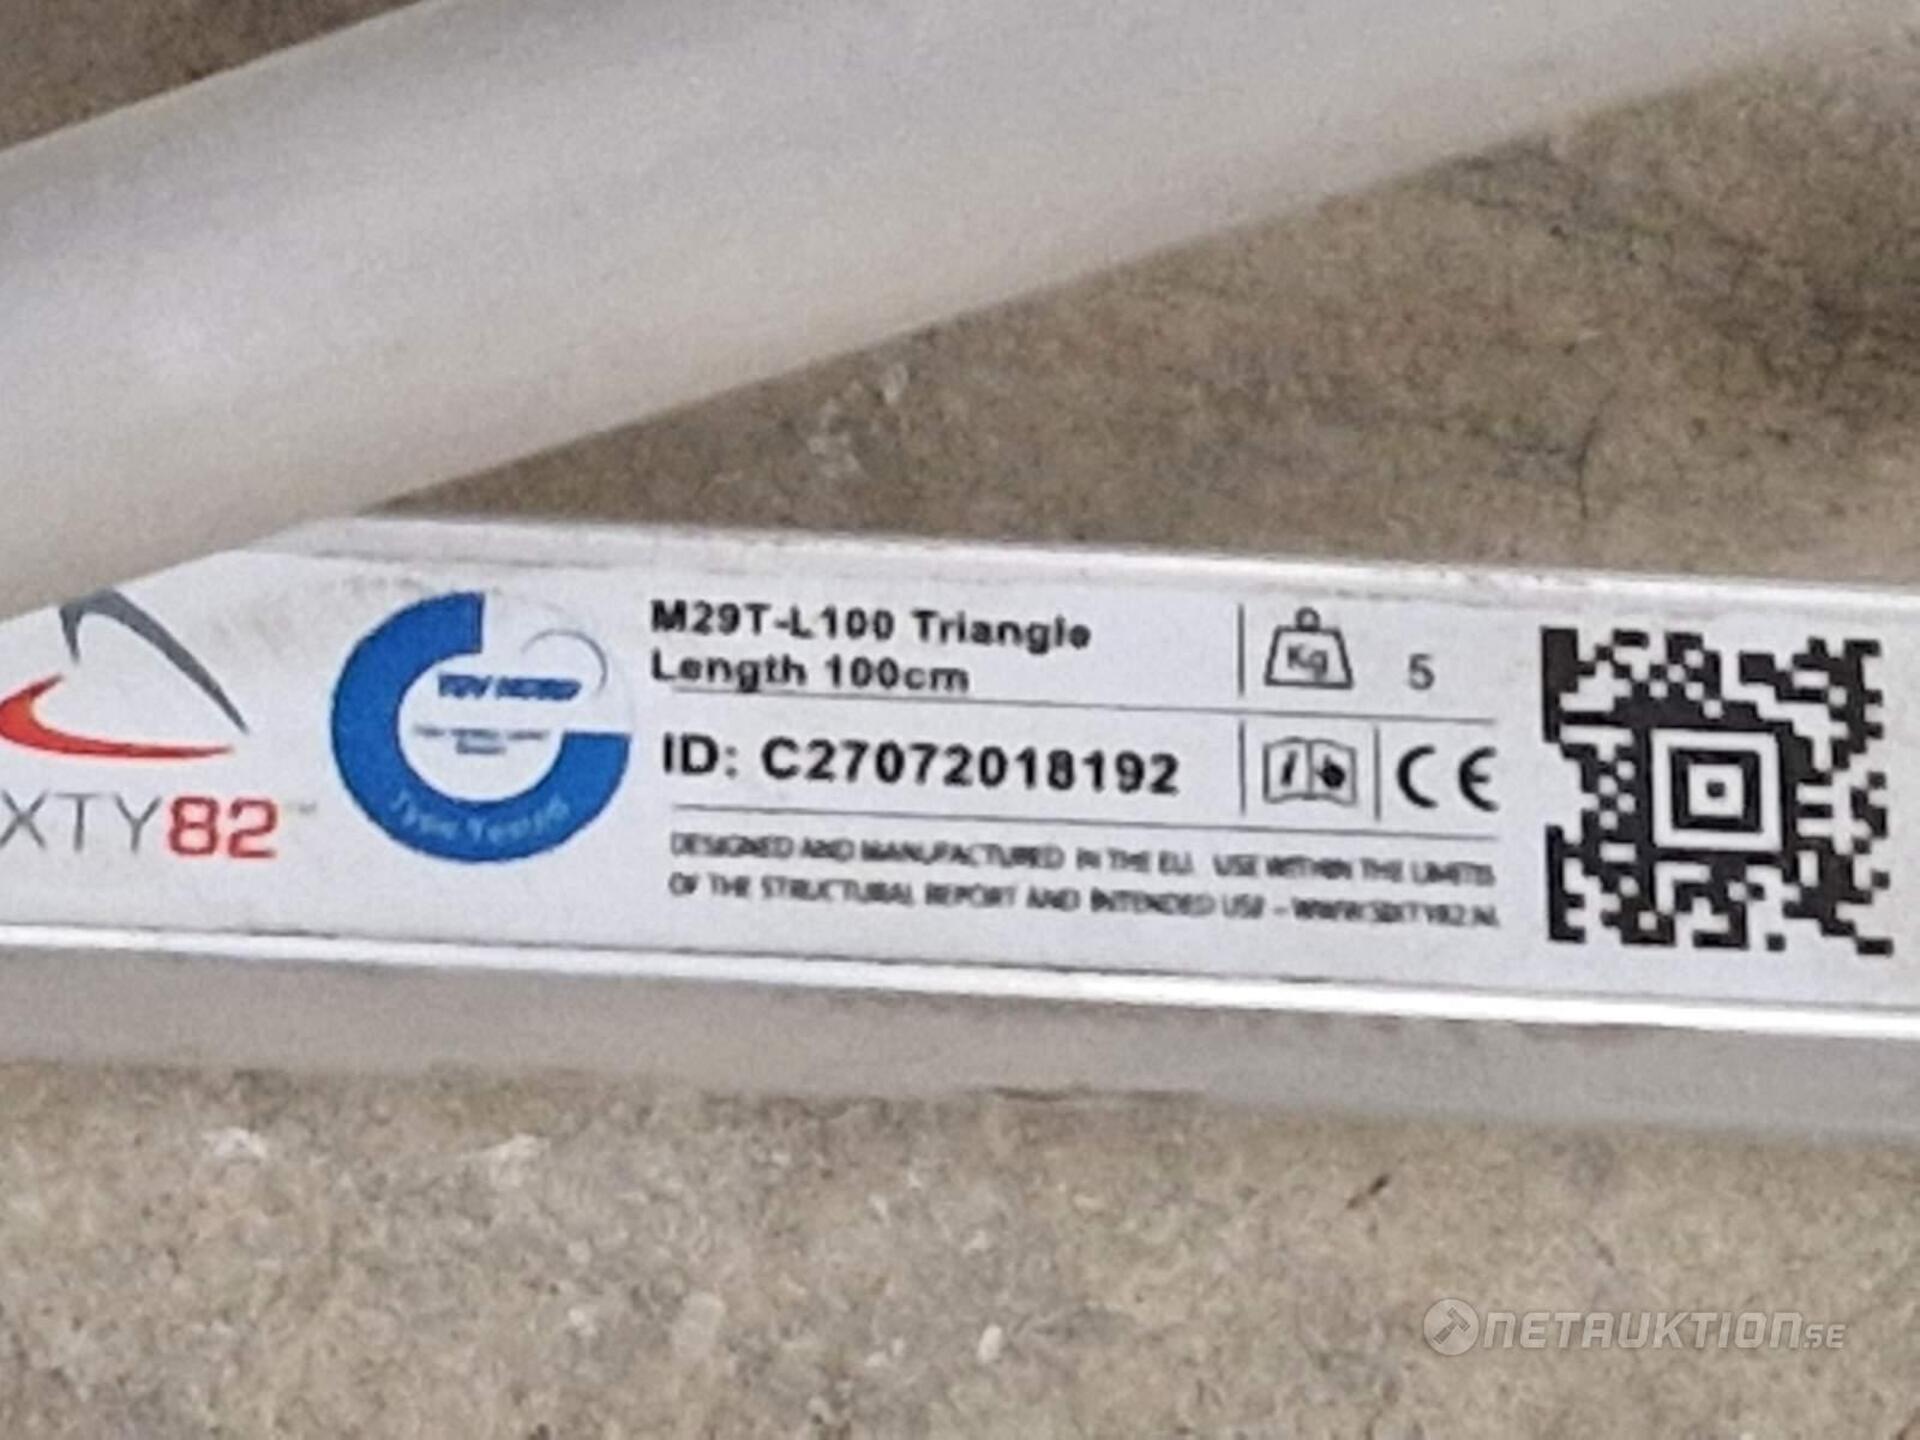 XTY82
TÜV NORD
Type Tested
M29T-L100 Triangle
Length 100cm
Kg 5
ID: C27072018192
CE
DESIGNED AND MANUFACTURED IN THE EU. USE WITHIN THE LIMITS
OF THE STRUCTURAL REPORT AND INTENDED USE - WWW.SIXTY82.NL
NETAUKTION.SE